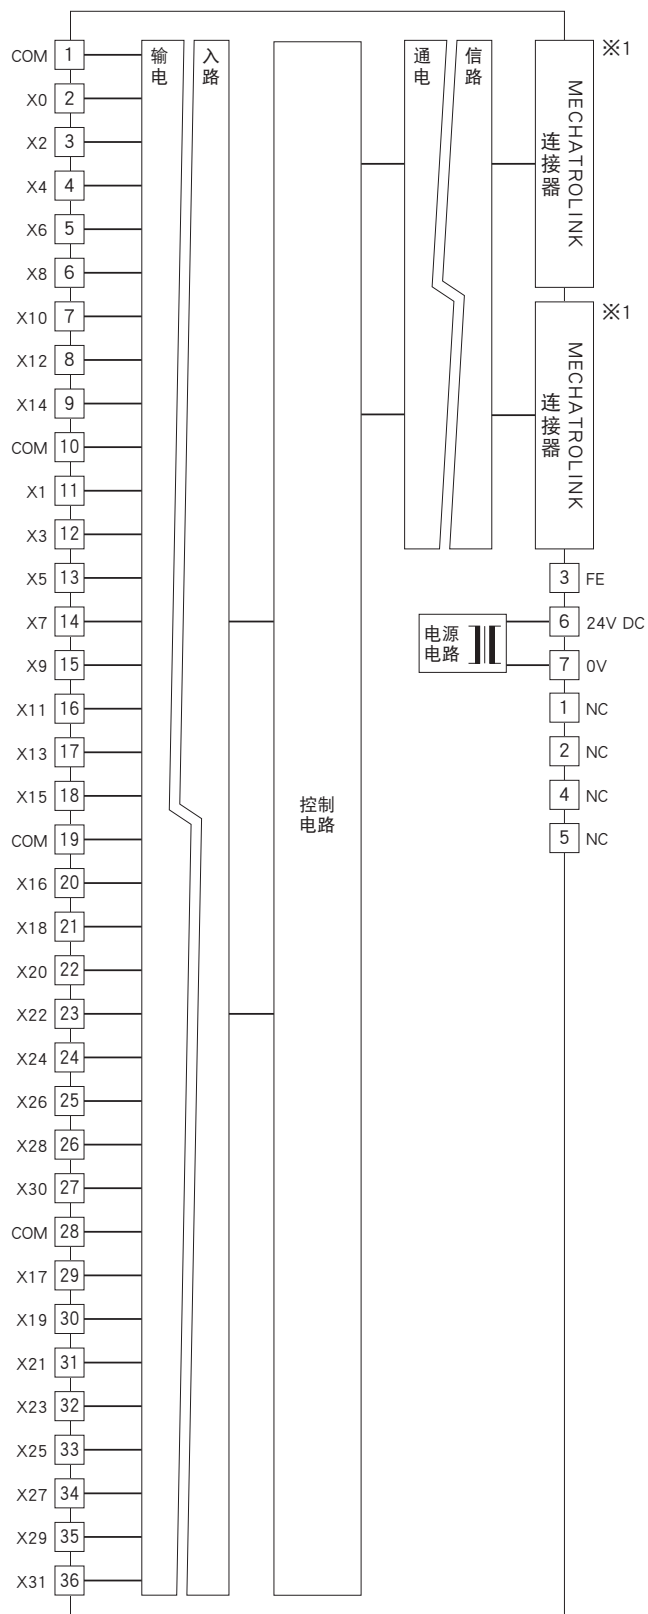 COM 1
X0 2
X2 3
X4 4
X6 5
X8 6
X10 7
X12 8
X14 9
COM 10
X1 11
X3 12
X5 13
X7 14
X9 15
X11 16
X13 17
X15 18
COM 19
X16 20
X18 21
X20 22
X22 23
X24 24
X26 25
X28 26
X30 27
COM 28
X17 29
X19 30
X21 31
X23 32
X25 33
X27 34
X29 35
X31 36
输入
电路
控制
电路
通信
电路
MECHATROLINK
连接器
※1
MECHATROLINK
连接器
※1
电源
电路
3 FE
6 24V DC
7 0V
1 NC
2 NC
4 NC
5 NC